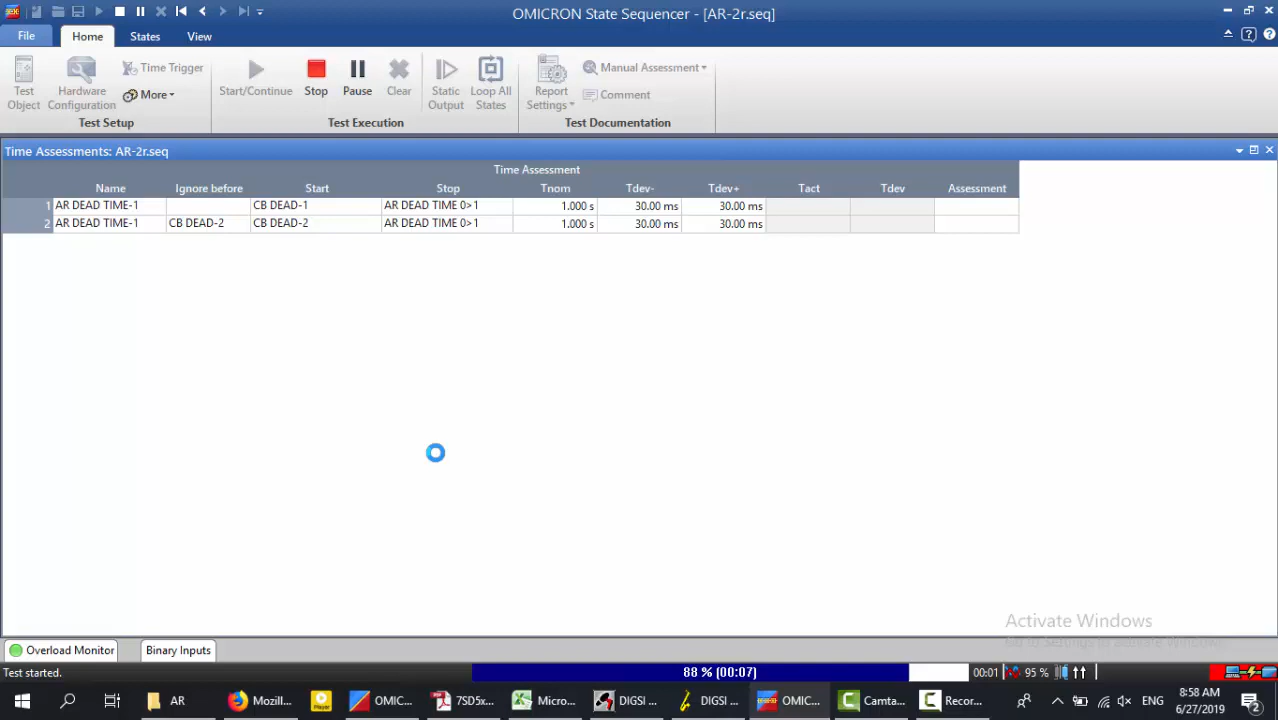 OMICRON State Sequencer - [AR-2r.seq]
File Home States View
Test Object
Hardware Configuration
Time Trigger
More
Test Setup
Start/Continue
Stop
Pause
Clear
Static Output
Loop All States
Test Execution
Report Settings
Manual Assessment
Comment
Test Documentation
Time Assessments: AR-2r.seq
Time Assessment
Name Ignore before Start Stop Tnom Tdev- Tdev+ Tact Tdev Assessment
1 AR DEAD TIME-1 CB DEAD-1 AR DEAD TIME 0>1 1.000 s 30.00 ms 30.00 ms
2 AR DEAD TIME-1 CB DEAD-2 CB DEAD-2 AR DEAD TIME 0>1 1.000 s 30.00 ms 30.00 ms
Activate Windows
Go to Settings to activate Windows.
Overload Monitor Binary Inputs
Test started. 88 % (00:07) 00:01 95 %
AR Mozill... Player OMIC... 7SD5x... Micro... DIGSI ... DIGSI ... OMIC... Camta... Recor... ENG 8:58 AM
6/27/2019 2